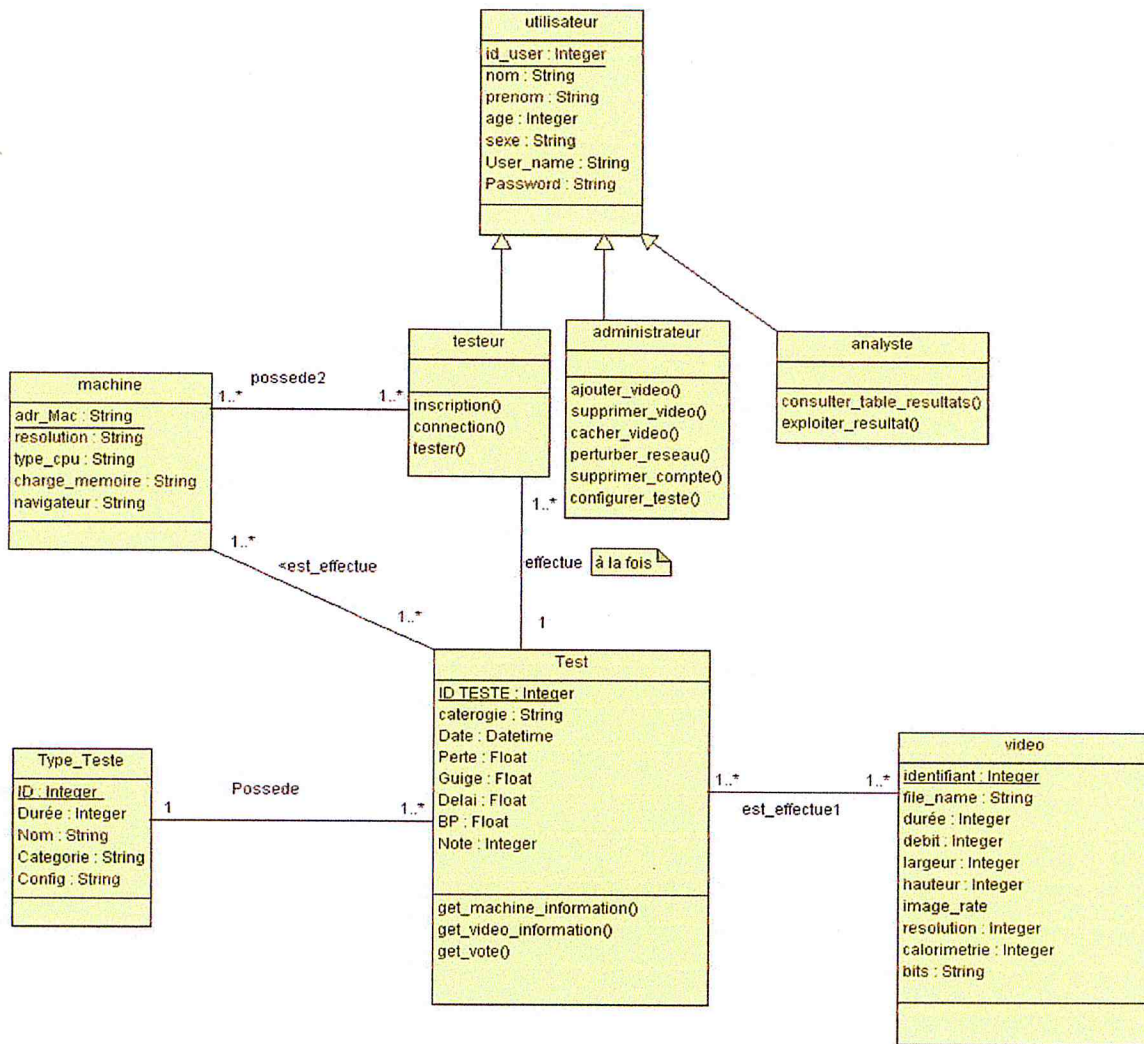 utilisateur
id_user : Integer
nom : String
prenom : String
age : Integer
sexe : String
User_name : String
Password : String
testeur
inscription()
connection()
tester()
administrateur
ajouter_video()
supprimer_video()
cacher_video()
perturber_reseau()
supprimer_compte()
configurer_teste()
analyste
consulter_table_resultats()
exploiter_resultat()
machine
adr_Mac : String
resolution : String
type_cpu : String
charge_memoire : String
navigateur : String
possede2
1..*
1..*
1..*
<est_effectue
1..*
1..*
effectue
à la fois
1
Test
ID TESTE : Integer
caterogie : String
Date : Datetime
Perte : Float
Guige : Float
Delai : Float
BP : Float
Note : Integer
get_machine_information()
get_video_information()
get_vote()
Type_Teste
ID : Integer
Durée : Integer
Nom : String
Categorie : String
Config : String
Possede
1
1..*
1..*
1..*
est_effectue1
video
identifiant : Integer
file_name : String
durée : Integer
debit : Integer
largeur : Integer
hauteur : Integer
image_rate
resolution : Integer
calorimetrie : Integer
bits : String